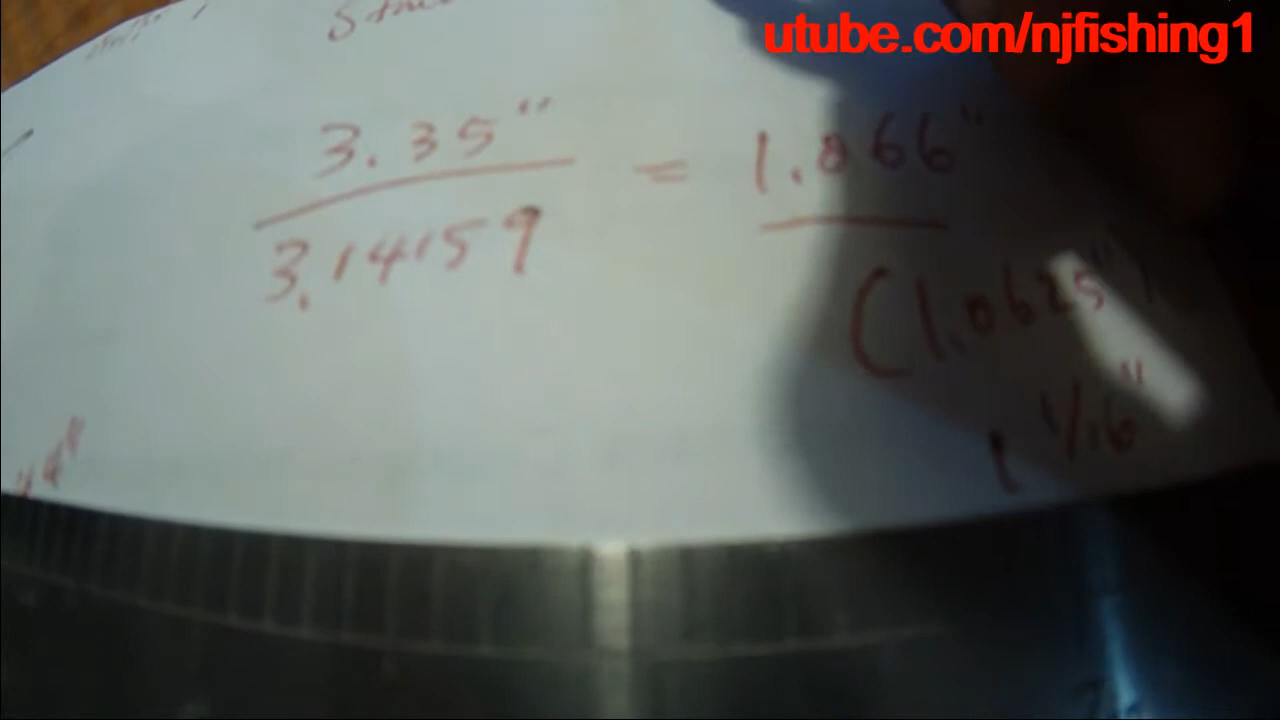 utube.com/njfishing1
3.35" = 1.066"
3.14159
(1.0625")
1 1/16"